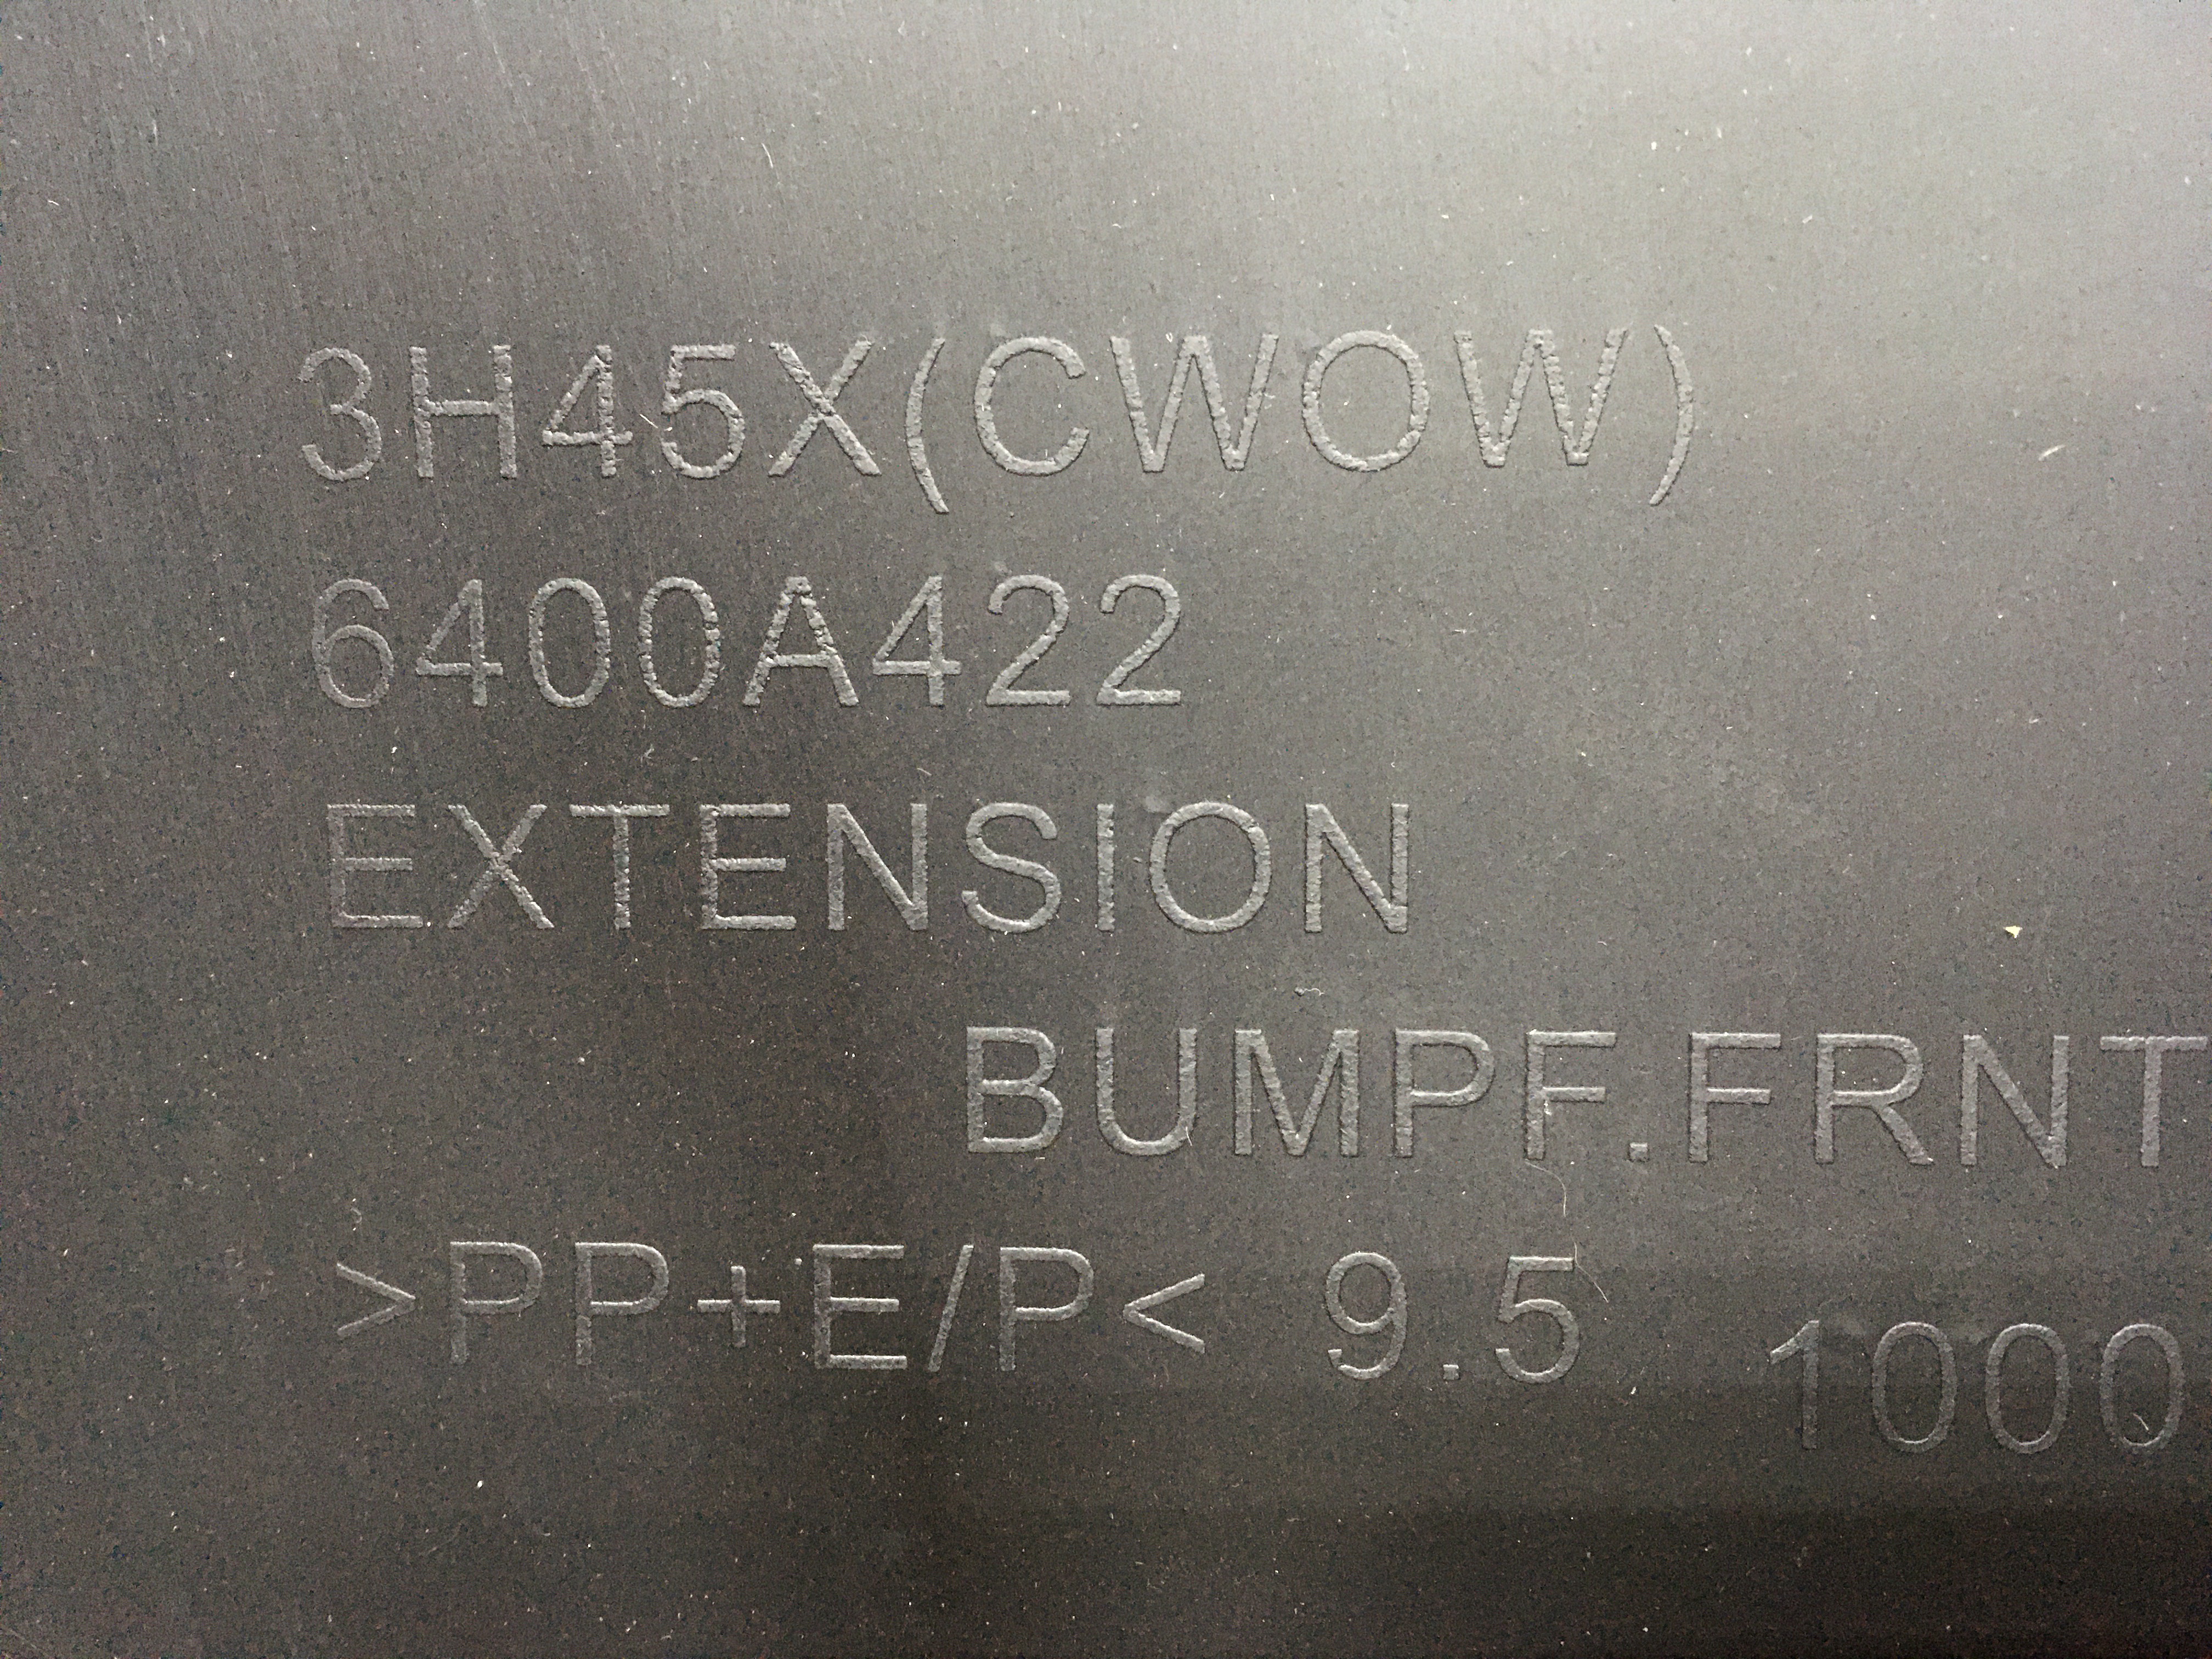 3H45X(CWOW)
6400A422
EXTENSION
BUMPF.FRNT
>PP+E/P< 9.5
1000